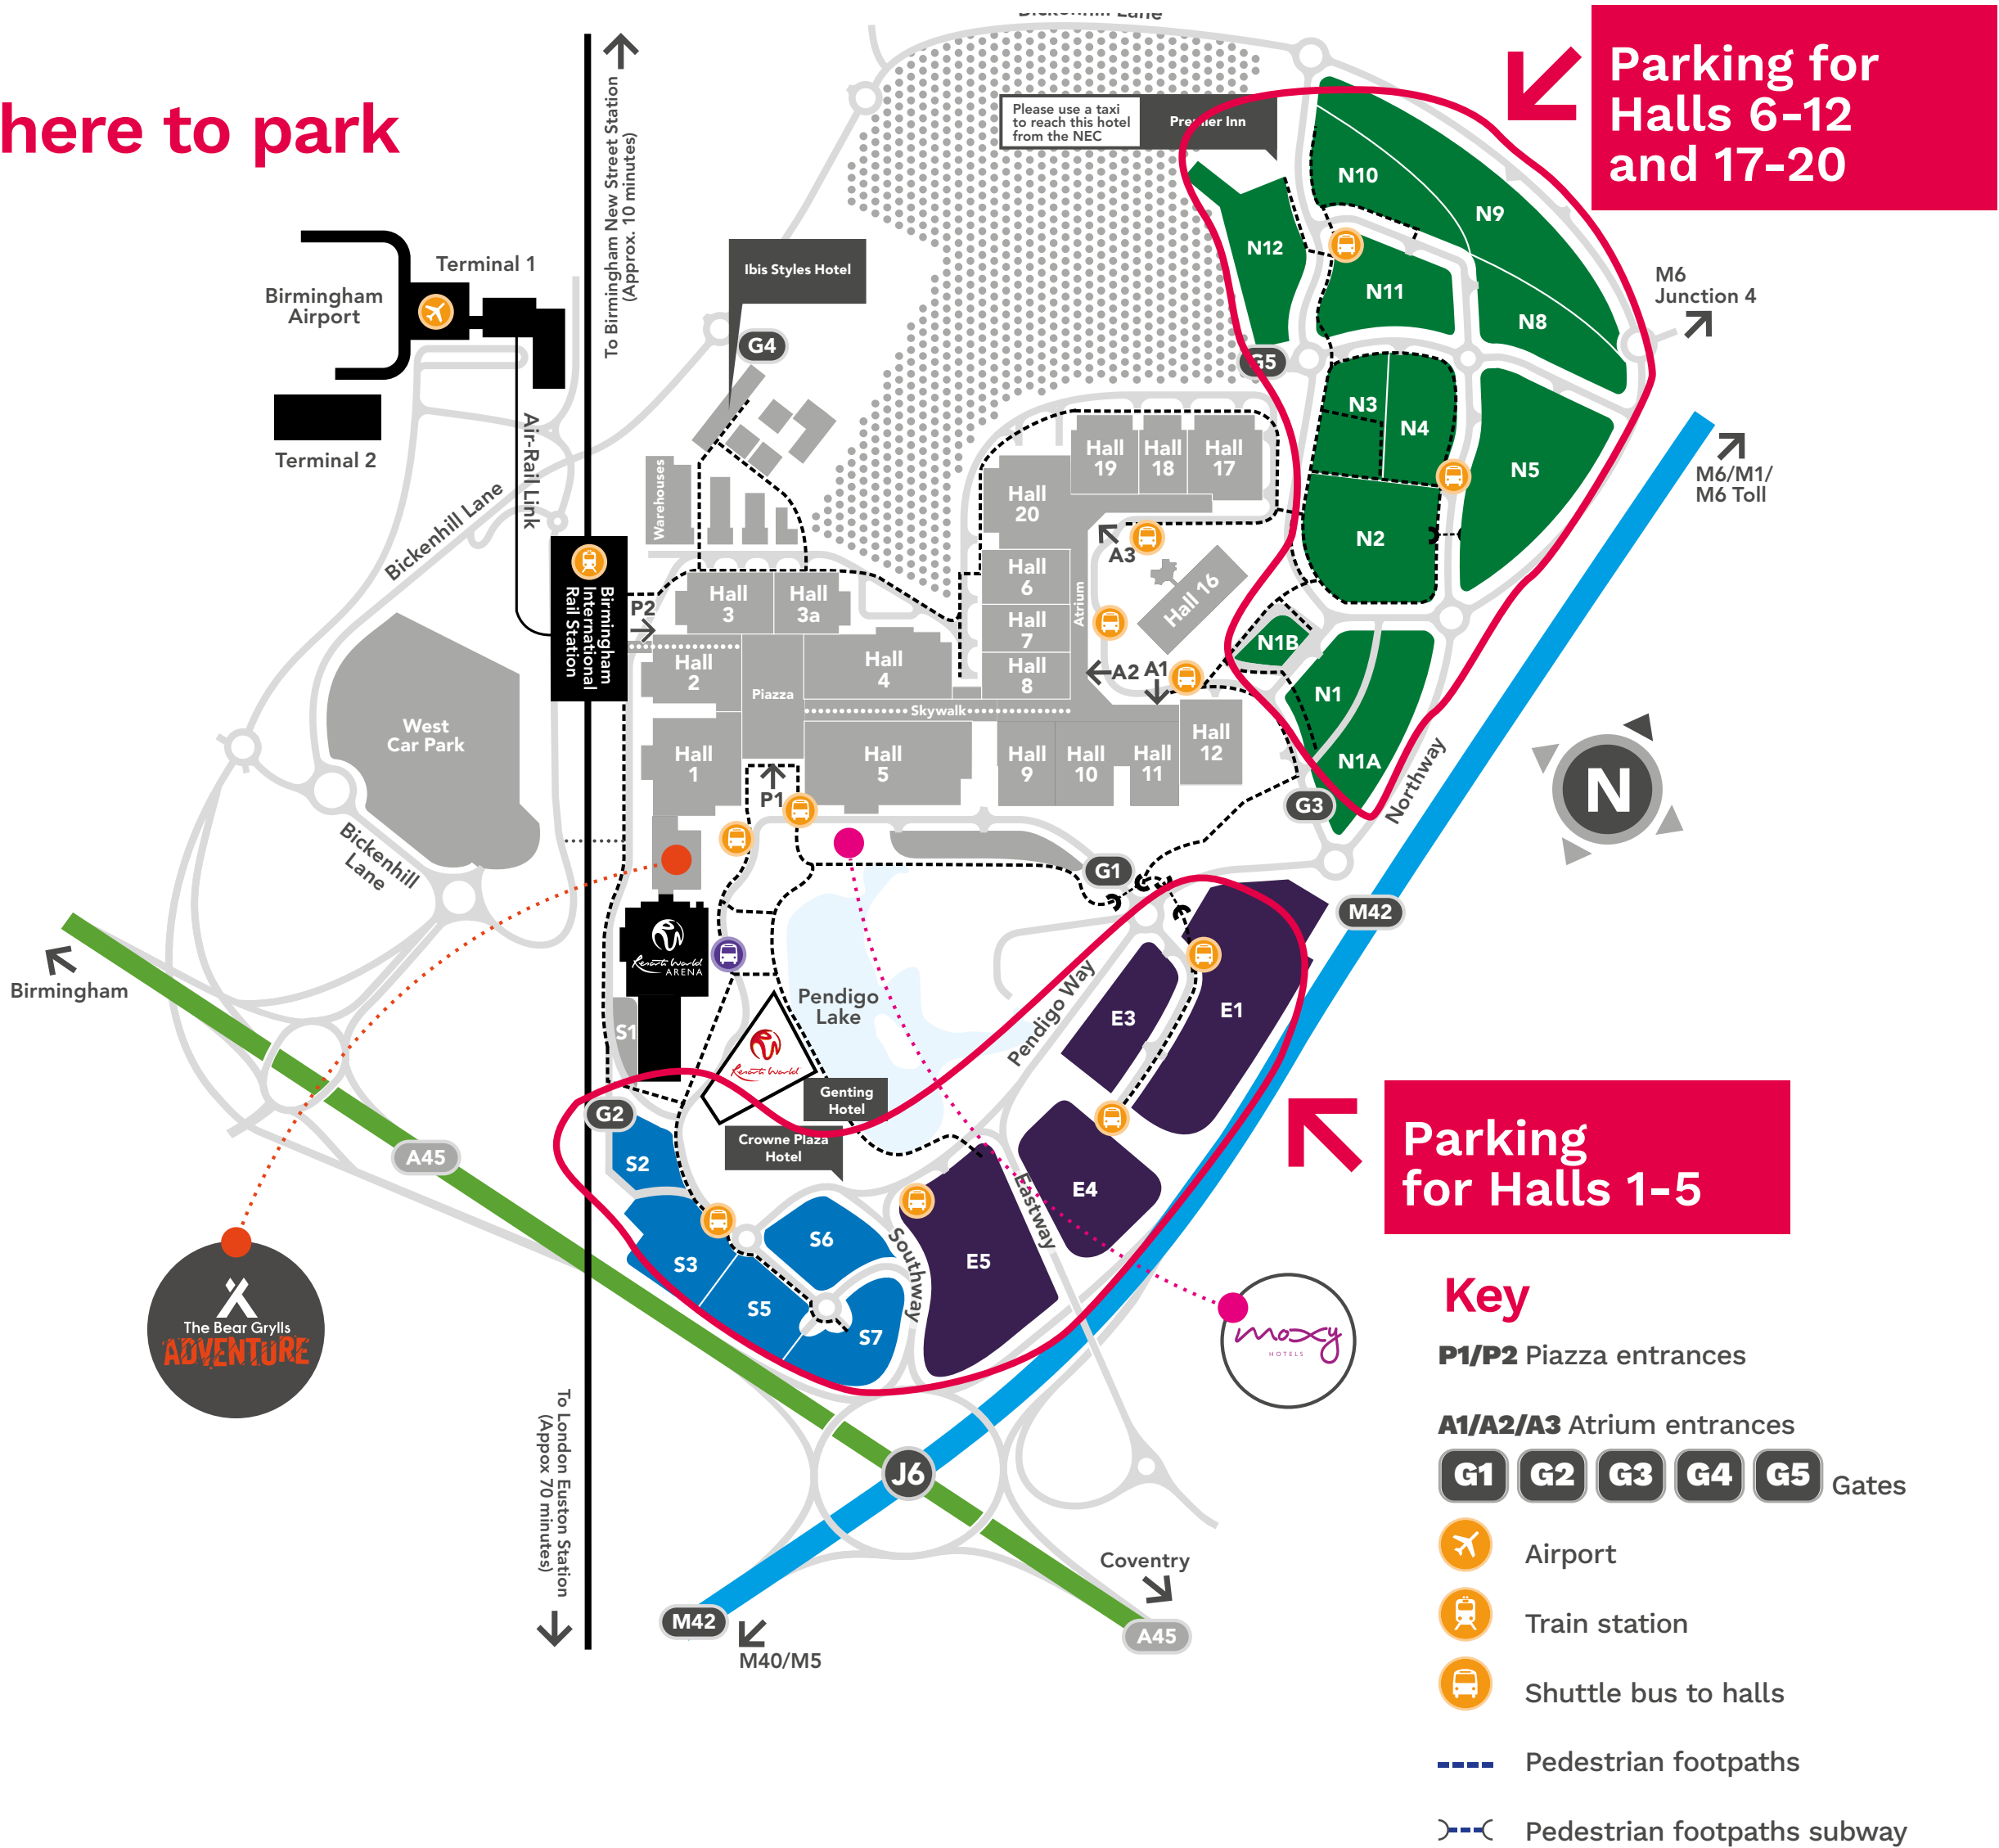 here to park
Bickenhill Lane
Parking for
Halls 6-12
and 17-20
Please use a taxi
to reach this hotel
from the NEC
Premier Inn
To Birmingham New Street Station
(Approx. 10 minutes)
N10
N9
N12
N11
N8
M6
Junction 4
Ibis Styles Hotel
Terminal 1
Birmingham
Airport
Terminal 2
G4
G5
N3
N4
N5
N2
M6/M1/
M6 Toll
Air-Rail Link
Bickenhill Lane
Warehouses
Hall
19
Hall
18
Hall
17
Hall
20
A3
Hall 16
Birmingham
International
Rail Station
P2
Hall
3
Hall
3a
Hall
6
Hall
7
Hall
8
Atrium
A2
A1
N1B
N1
N1A
Hall
2
Piazza
Hall
4
Skywalk
Hall
1
Hall
5
Hall
9
Hall
10
Hall
11
Hall
12
West
Car Park
P1
G3
Northway
N
Bickenhill
Lane
G1
M42
Resorts World
ARENA
Birmingham
S1
Pendigo
Lake
Pendigo Way
E3
E1
Resorts World
Genting
Hotel
Crowne Plaza
Hotel
G2
A45
S2
S3
S5
S6
S7
Southway
E5
Eastway
E4
Parking
for Halls 1-5
The Bear Grylls
ADVENTURE
moxy
HOTELS
To London Euston Station
(Appox 70 minutes)
J6
M42
M40/M5
Coventry
A45
Key
P1/P2 Piazza entrances
A1/A2/A3 Atrium entrances
G1 G2 G3 G4 G5 Gates
Airport
Train station
Shuttle bus to halls
Pedestrian footpaths
Pedestrian footpaths subway